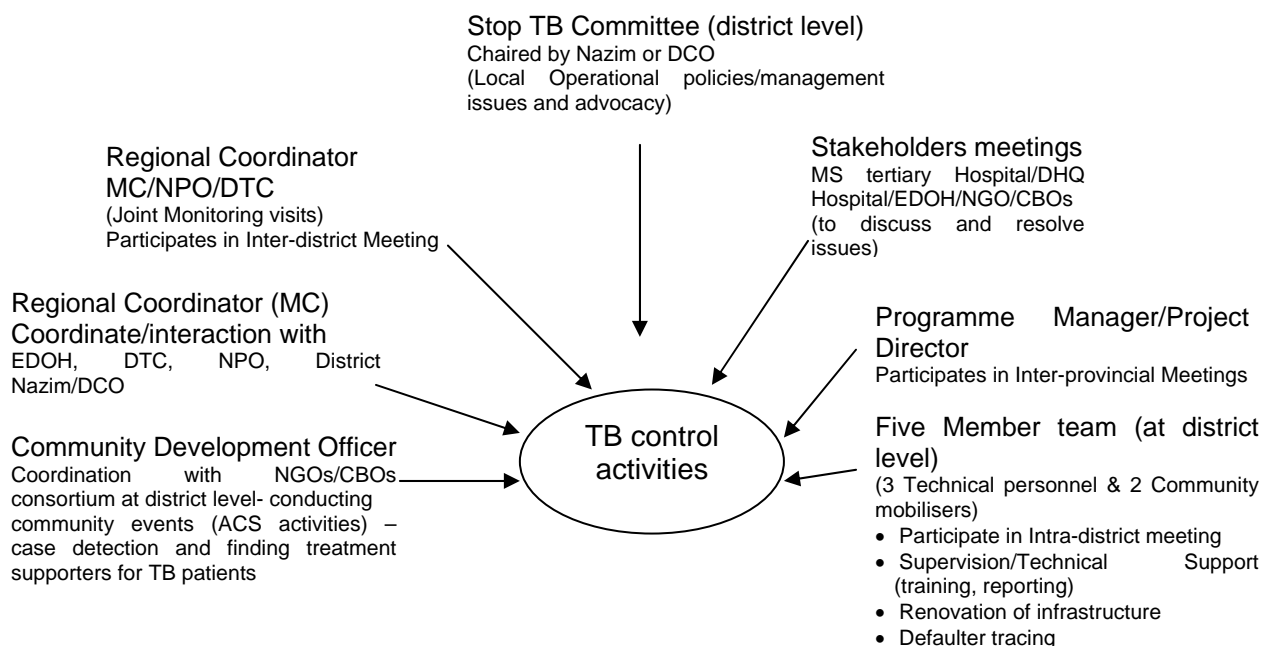 Stop TB Committee (district level)
Chaired by Nazim or DCO
(Local Operational policies/management
issues and advocacy)
Regional Coordinator
MC/NPO/DTC
(Joint Monitoring visits)
Participates in Inter-district Meeting
Stakeholders meetings
MS tertiary Hospital/DHQ
Hospital/EDOH/NGO/CBOs
(to discuss and resolve
issues)
Regional Coordinator (MC)
Coordinate/interaction with
EDOH, DTC, NPO, District
Nazim/DCO
Programme Manager/Project
Director
Participates in Inter-provincial Meetings
Community Development Officer
Coordination with NGOs/CBOs
consortium at district level- conducting
community events (ACS activities) –
case detection and finding treatment
supporters for TB patients
TB control
activities
Five Member team (at district
level)
(3 Technical personnel & 2 Community
mobilisers)
• Participate in Intra-district meeting
• Supervision/Technical Support
(training, reporting)
• Renovation of infrastructure
• Defaulter tracing